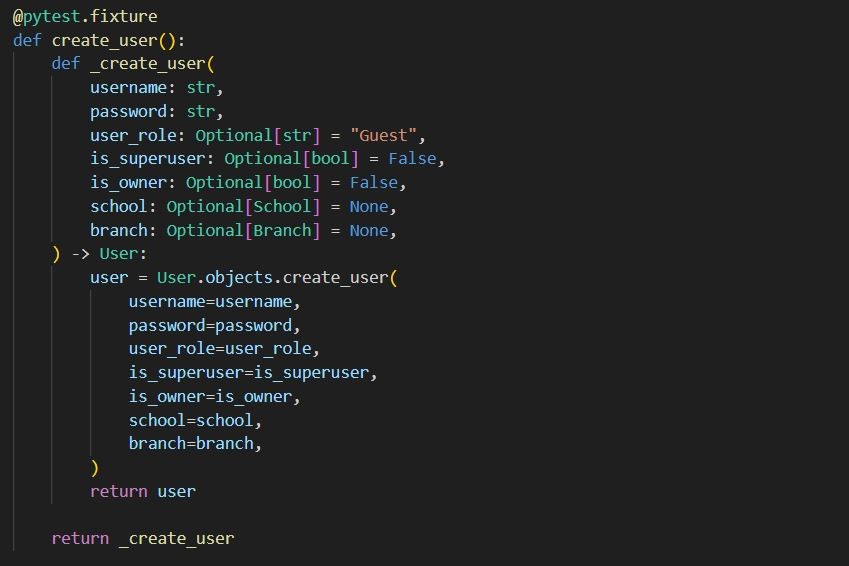 @pytest.fixture
def create_user():
    def _create_user(
        username: str,
        password: str,
        user_role: Optional[str] = "Guest",
        is_superuser: Optional[bool] = False,
        is_owner: Optional[bool] = False,
        school: Optional[School] = None,
        branch: Optional[Branch] = None,
    ) -> User:
        user = User.objects.create_user(
            username=username,
            password=password,
            user_role=user_role,
            is_superuser=is_superuser,
            is_owner=is_owner,
            school=school,
            branch=branch,
        )
        return user

    return _create_user